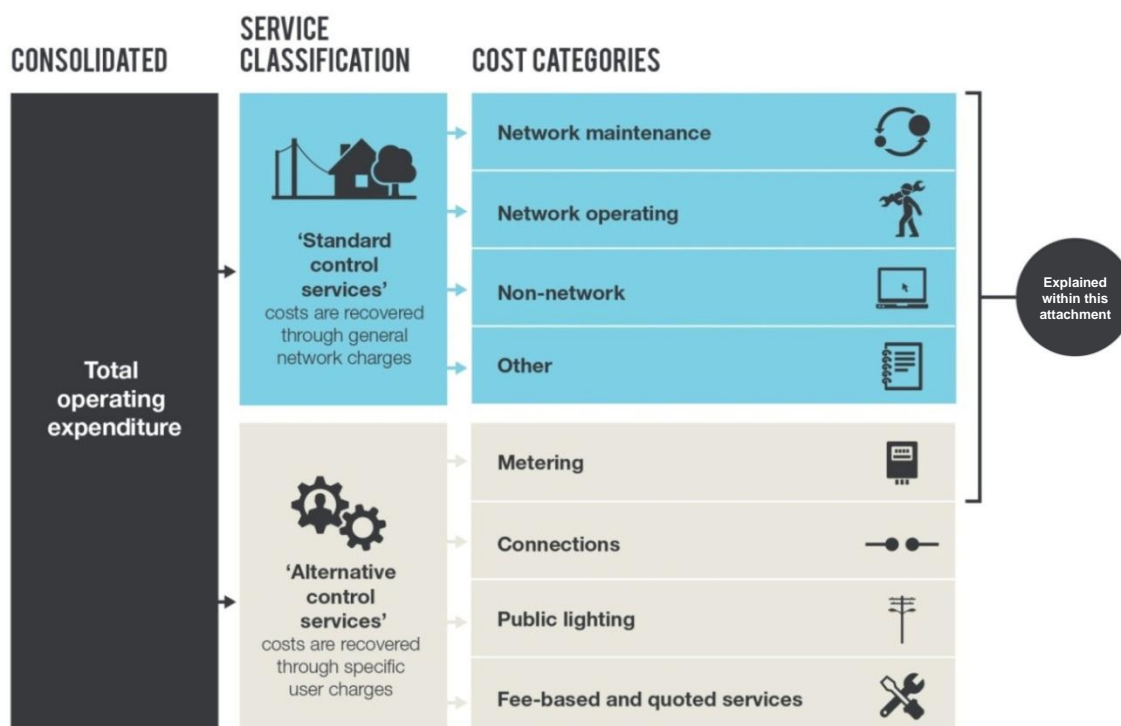 CONSOLIDATED
SERVICE
CLASSIFICATION
COST CATEGORIES
Total
operating
expenditure
‘Standard
control
services’
costs are recovered
through general
network charges
Network maintenance
Network operating
Non-network
Other
‘Alternative
control
services’
costs are recovered
through specific
user charges
Metering
Connections
Public lighting
Fee-based and quoted services
Explained
within this
attachment